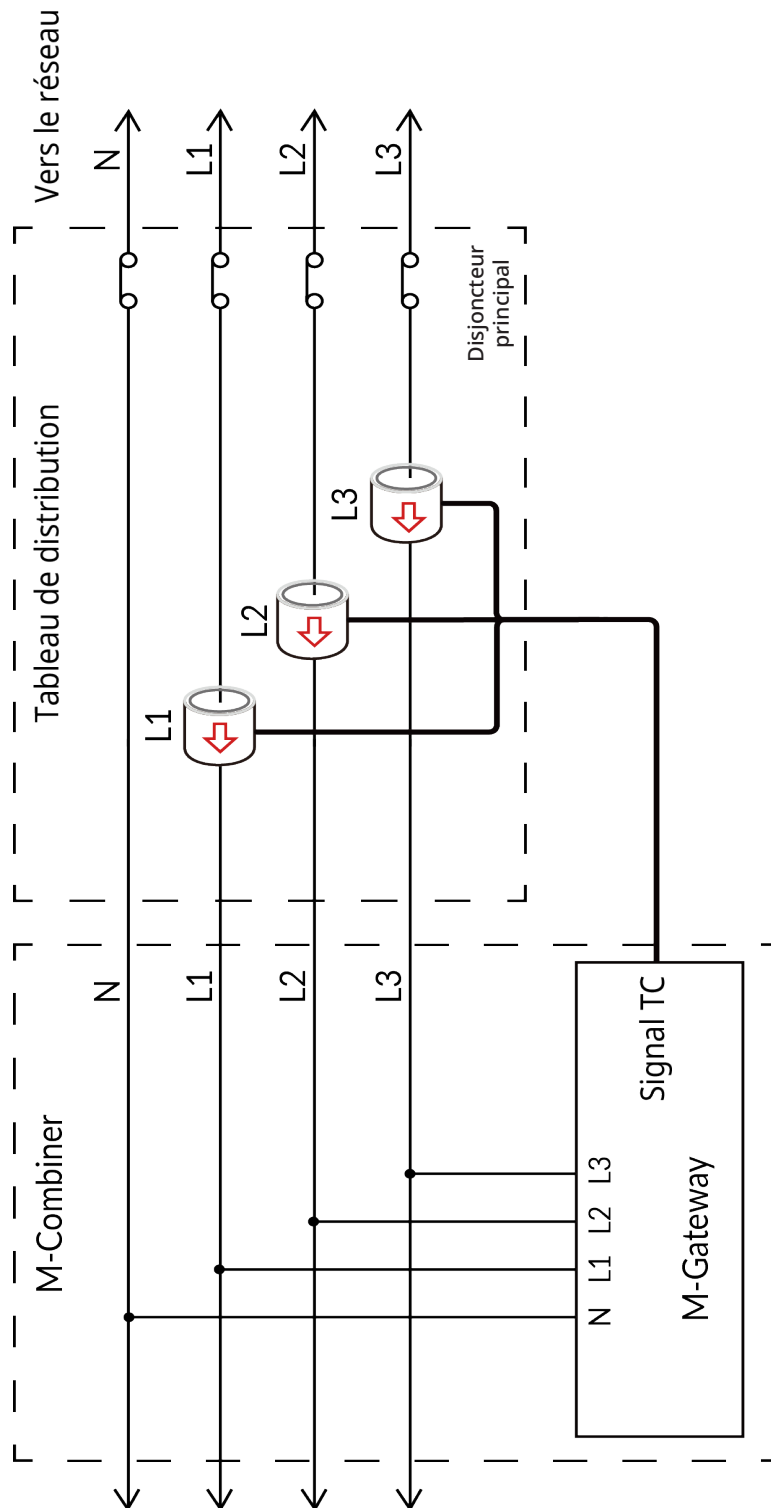 Vers le réseau
N
L1
L2
L3
Tableau de distribution
Disjoncteur
principal
L1
L2
L3
M-Combiner
N
L1
L2
L3
Signal TC
N
L1
L2
L3
M-Gateway